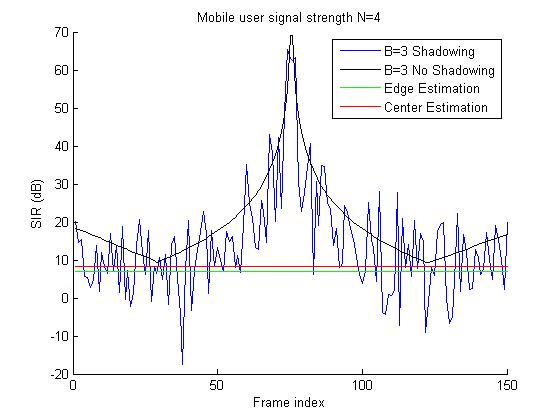 Mobile user signal strength N=4
70
60
50
40
30
20
10
0
-10
-20
SIR (dB)
B=3 Shadowing
B=3 No Shadowing
Edge Estimation
Center Estimation
0 50 100 150
Frame index